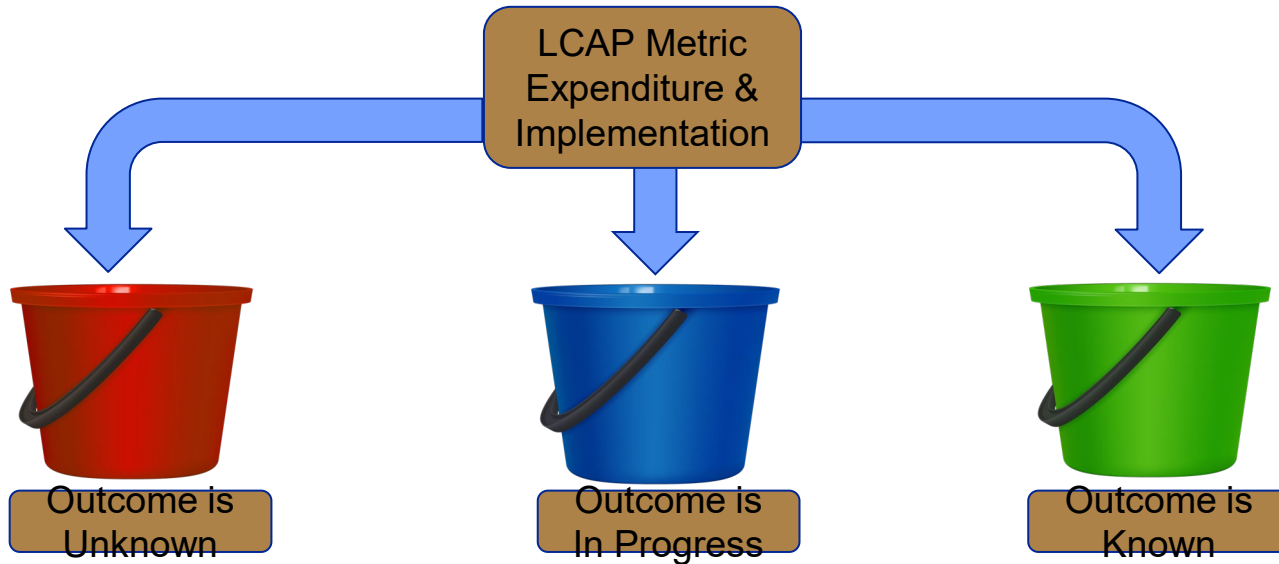 LCAP Metric
Expenditure &
Implementation
Outcome is
Unknown
Outcome is
In Progress
Outcome is
Known